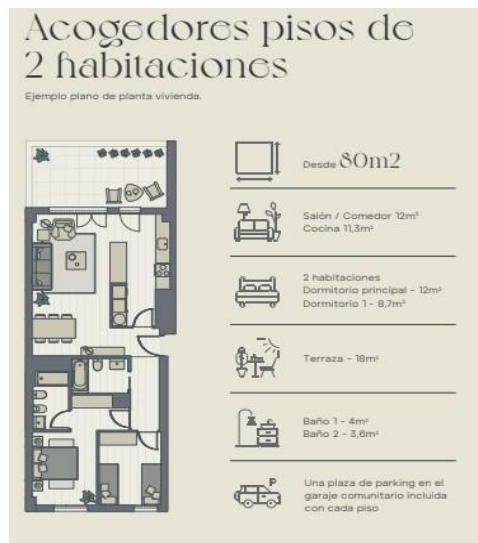 Acogedores pisos de
2 habitaciones
Ejemplo plano de planta vivienda.
Desde 80m2
Salón / Comedor 12m²
Cocina 11,3m²
2 habitaciones
Dormitorio principal - 12m²
Dormitorio 1 - 8,7m²
Terraza - 18m²
Baño 1 - 4m²
Baño 2 - 3,6m²
P
Una plaza de parking en el
garaje comunitario incluida
con cada piso